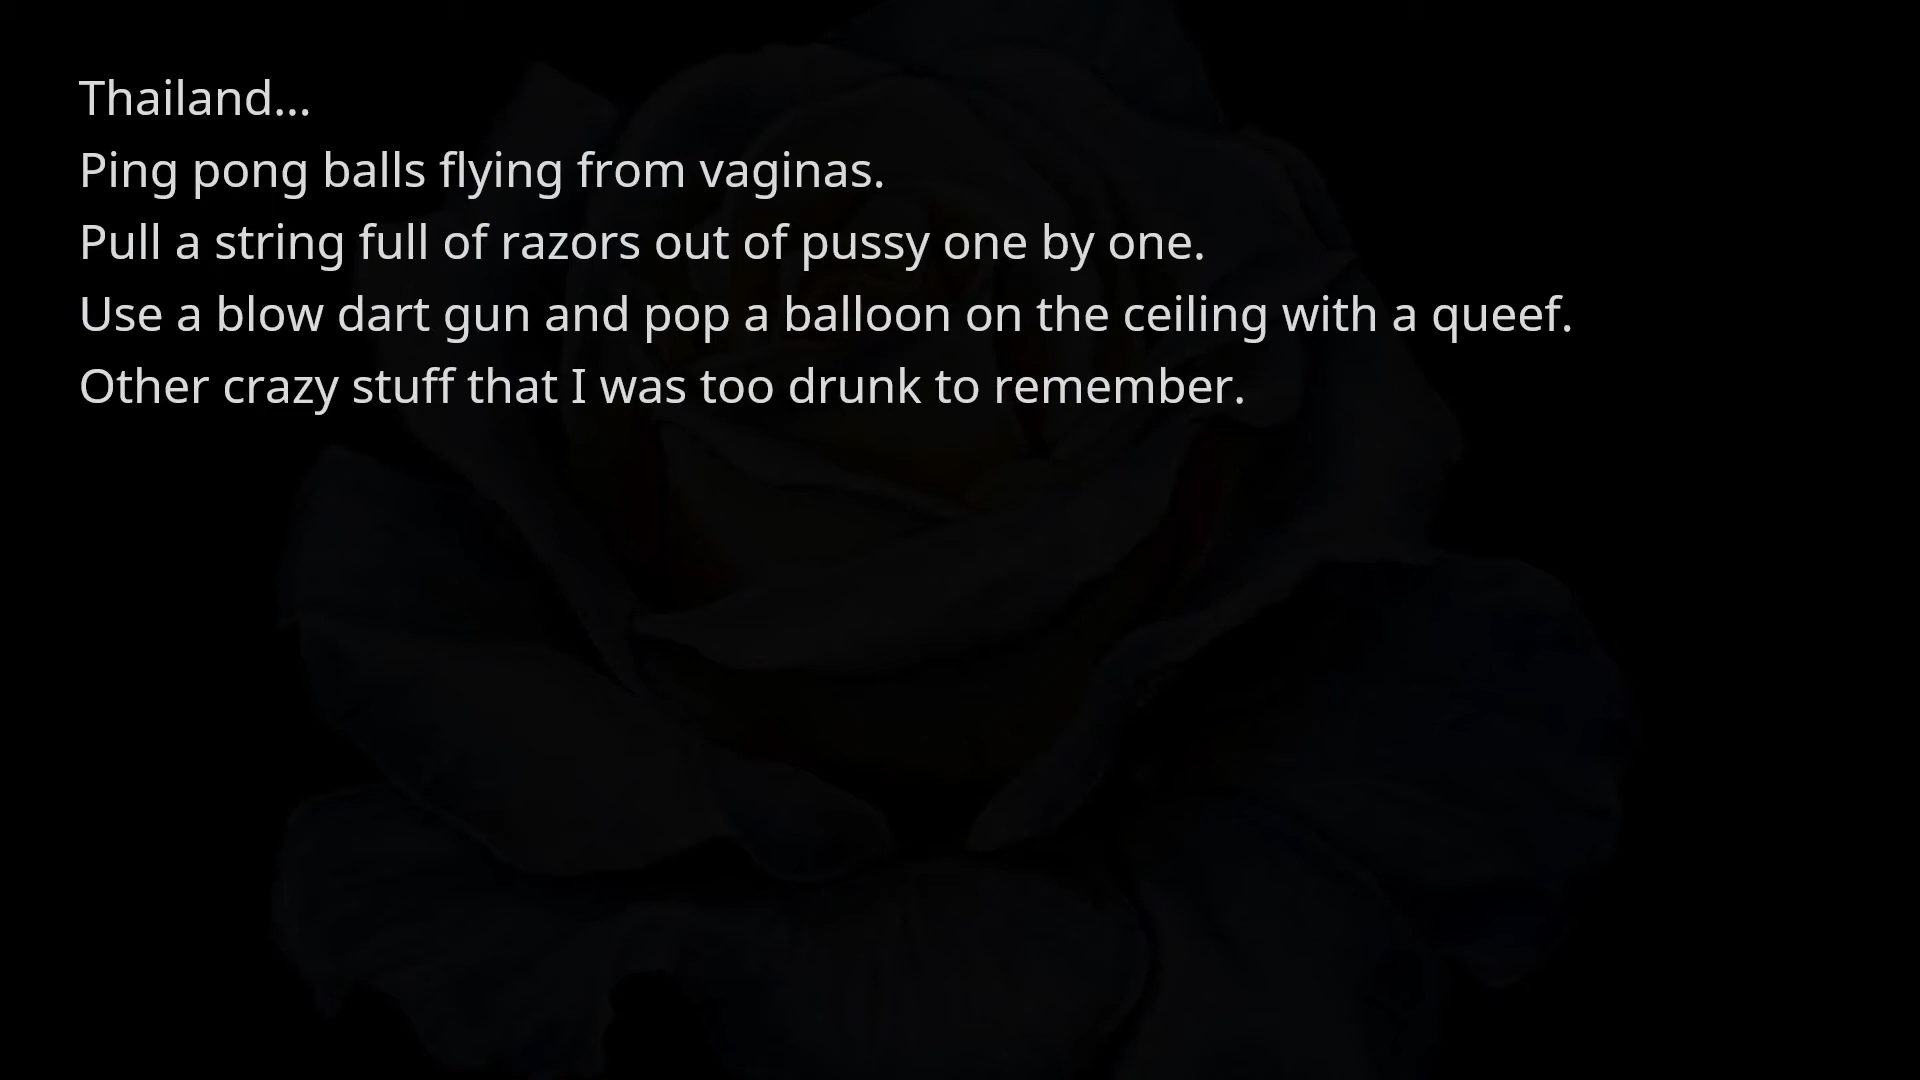 Thailand...
Ping pong balls flying from vaginas.
Pull a string full of razors out of pussy one by one.
Use a blow dart gun and pop a balloon on the ceiling with a queef.
Other crazy stuff that I was too drunk to remember.